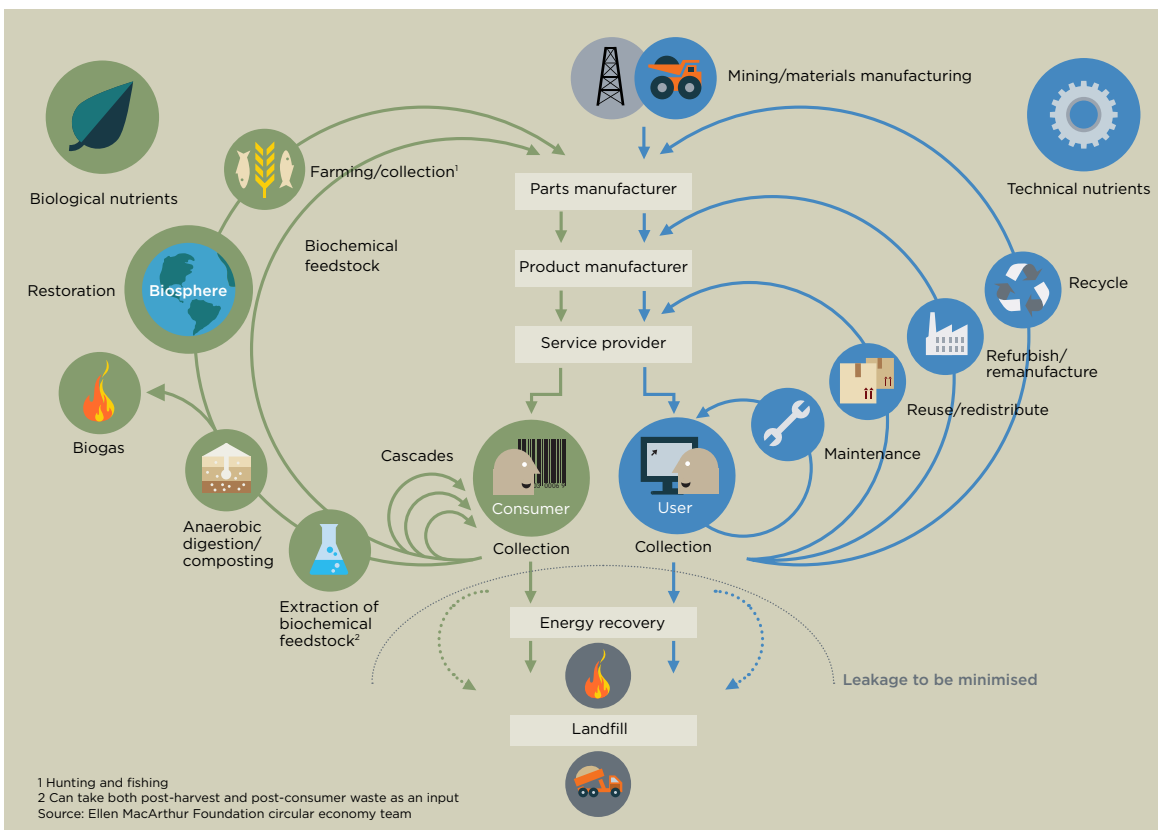 Mining/materials manufacturing
Biological nutrients
Technical nutrients
Farming/collection¹
Parts manufacturer
Biochemical
feedstock
Product manufacturer
Restoration
Biosphere
Recycle
Service provider
Refurbish/
remanufacture
Reuse/redistribute
Biogas
Cascades
Maintenance
Consumer
User
Anaerobic
digestion/
composting
Collection
Collection
Extraction of
biochemical
feedstock²
Energy recovery
Leakage to be minimised
Landfill
1 Hunting and fishing
2 Can take both post-harvest and post-consumer waste as an input
Source: Ellen MacArthur Foundation circular economy team